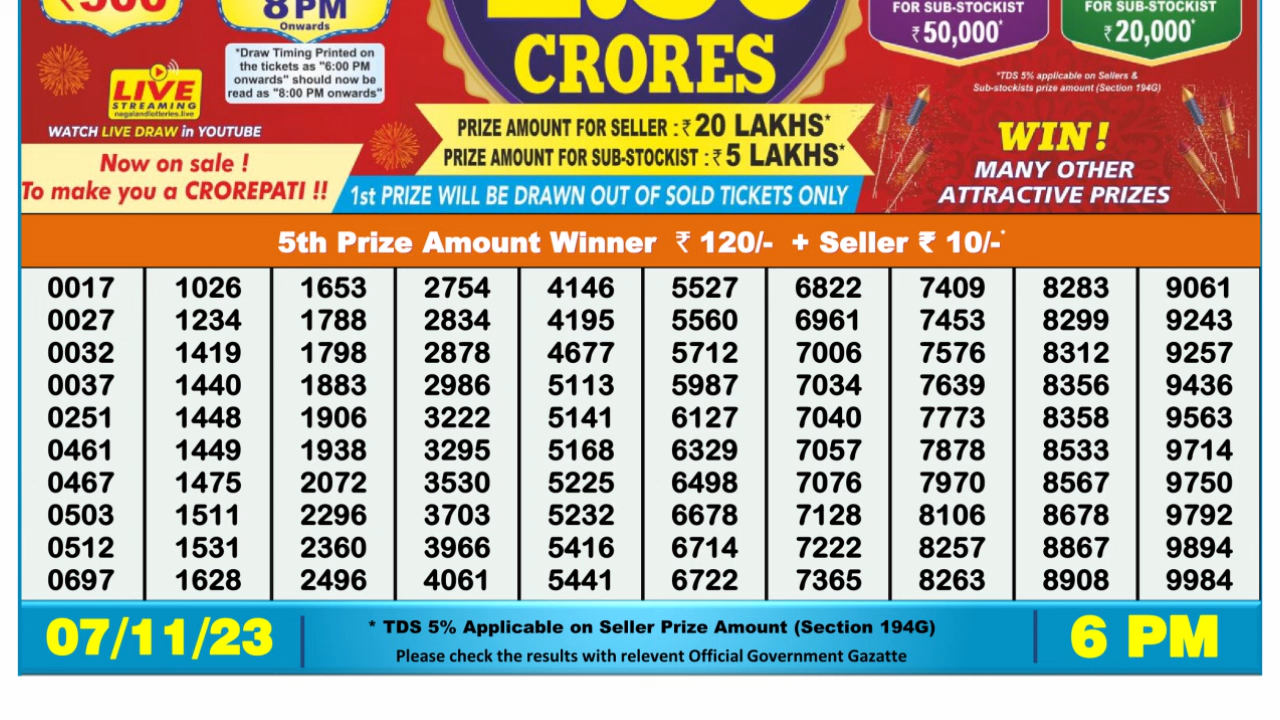 8 PM
Onwards
*Draw Timing Printed on
the tickets as "6:00 PM
onwards" should now be
read as "8:00 PM onwards"
LIVE
STREAMING
nagalandlotteries.live
WATCH LIVE DRAW in YOUTUBE
Now on sale !
To make you a CROREPATI !!
CRORES
PRIZE AMOUNT FOR SELLER : ₹ 20 LAKHS*
PRIZE AMOUNT FOR SUB-STOCKIST : ₹ 5 LAKHS*
1st PRIZE WILL BE DRAWN OUT OF SOLD TICKETS ONLY
FOR SUB-STOCKIST
₹ 50,000*
FOR SUB-STOCKIST
₹ 20,000*
*TDS 5% applicable on Sellers &
Sub-stockists prize amount (Section 194G)
WIN !
MANY OTHER
ATTRACTIVE PRIZES
5th Prize Amount Winner ₹ 120/- + Seller ₹ 10/-*
0017 1026 1653 2754 4146 5527 6822 7409 8283 9061
0027 1234 1788 2834 4195 5560 6961 7453 8299 9243
0032 1419 1798 2878 4677 5712 7006 7576 8312 9257
0037 1440 1883 2986 5113 5987 7034 7639 8356 9436
0251 1448 1906 3222 5141 6127 7040 7773 8358 9563
0461 1449 1938 3295 5168 6329 7057 7878 8533 9714
0467 1475 2072 3530 5225 6498 7076 7970 8567 9750
0503 1511 2296 3703 5232 6678 7128 8106 8678 9792
0512 1531 2360 3966 5416 6714 7222 8257 8867 9894
0697 1628 2496 4061 5441 6722 7365 8263 8908 9984
07/11/23
* TDS 5% Applicable on Seller Prize Amount (Section 194G)
Please check the results with relevent Official Government Gazatte
6 PM